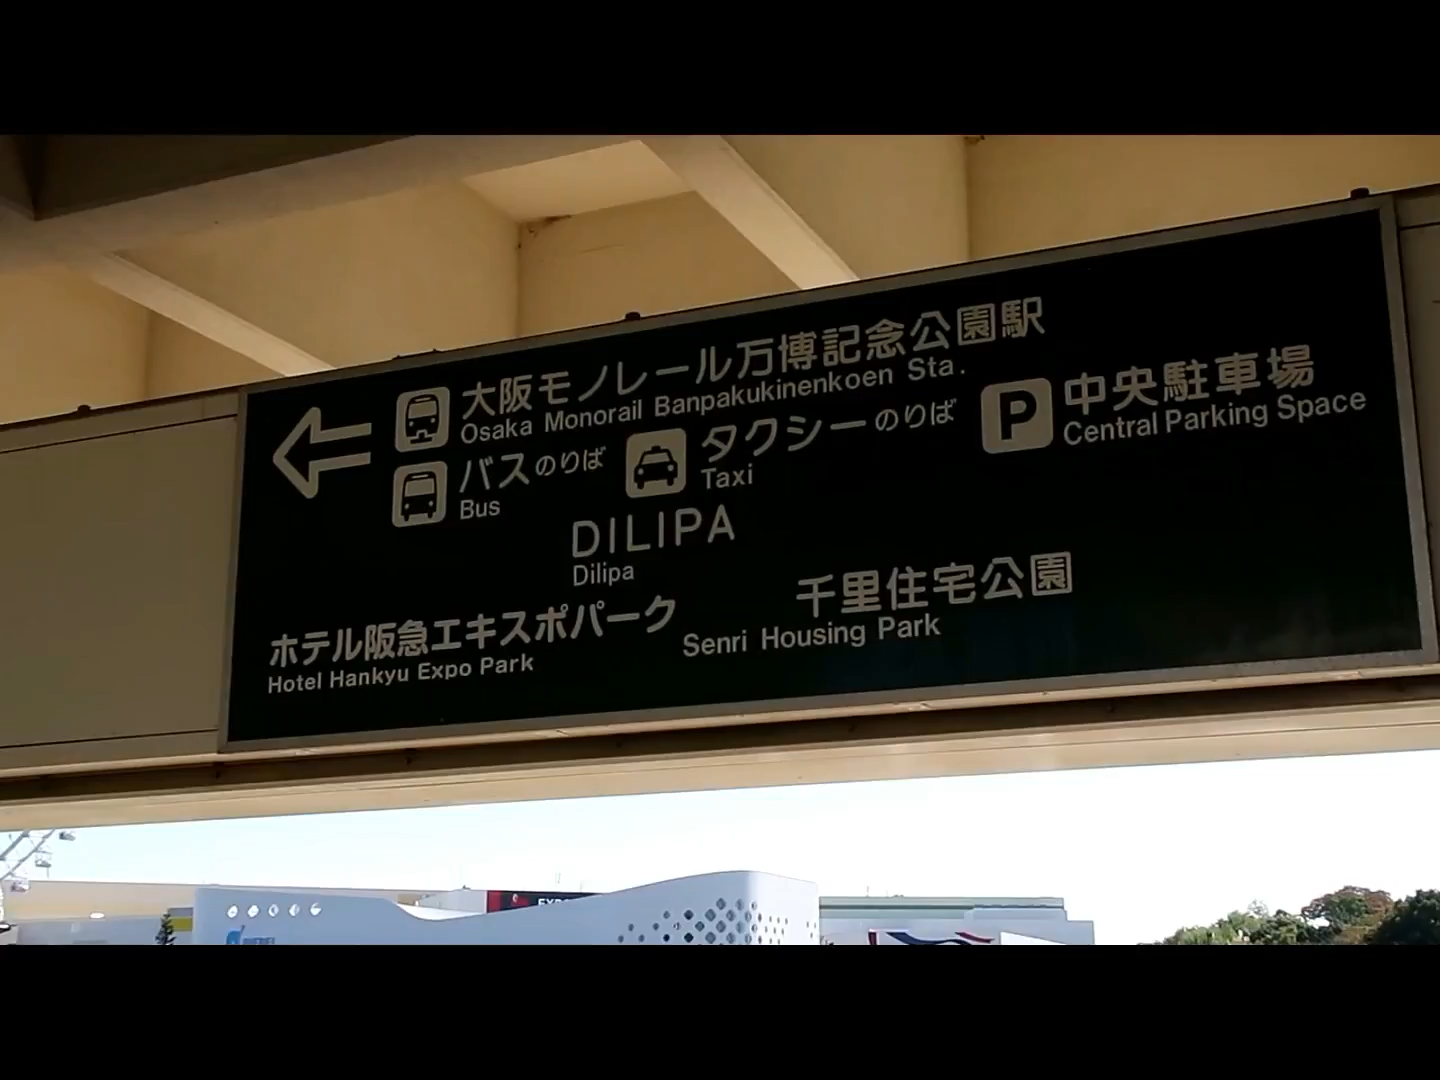 大阪モノレール万博記念公園駅
Osaka Monorail Banpakukinenkoen Sta.
バスのりば
Bus
タクシーのりば
Taxi
P
中央駐車場
Central Parking Space
DILIPA
Dilipa
ホテル阪急エキスポパーク
Hotel Hankyu Expo Park
千里住宅公園
Senri Housing Park